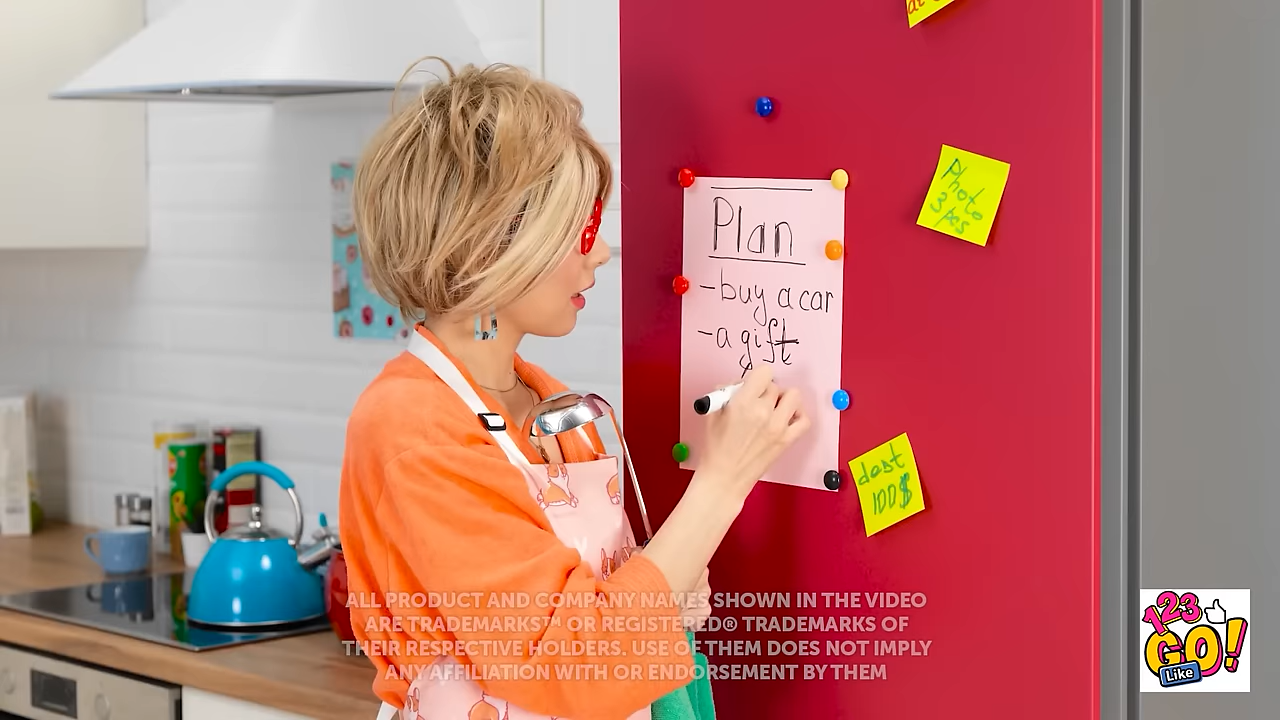 Plan
-buy a car
-a gift
Photo
3 pcs
dast
100$
ALL PRODUCT AND COMPANY NAMES SHOWN IN THE VIDEO
ARE TRADEMARKS™ OR REGISTERED® TRADEMARKS OF
THEIR RESPECTIVE HOLDERS. USE OF THEM DOES NOT IMPLY
ANY AFFILIATION WITH OR ENDORSEMENT BY THEM
123
GO!
Like